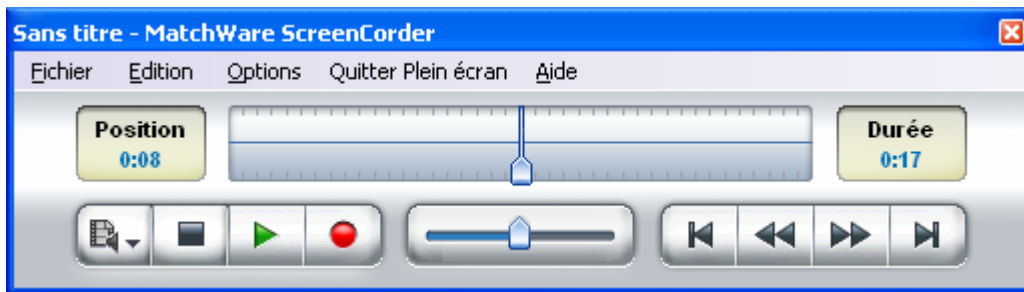 Sans titre - MatchWare ScreenCorder
Fichier Edition Options Quitter Plein écran Aide
Position
0:08
Durée
0:17